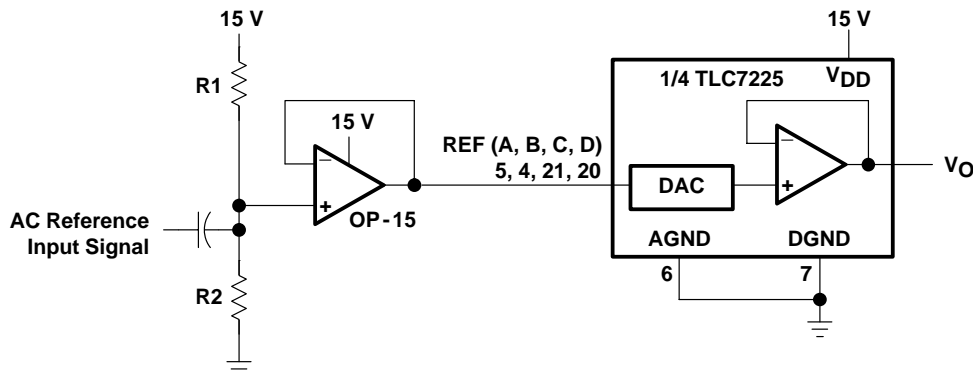 15 V
R1
15 V
−
+
OP-15
AC Reference
Input Signal
R2
REF (A, B, C, D)
5, 4, 21, 20
15 V
1/4 TLC7225
VDD
DAC
−
+
VO
AGND
DGND
6
7